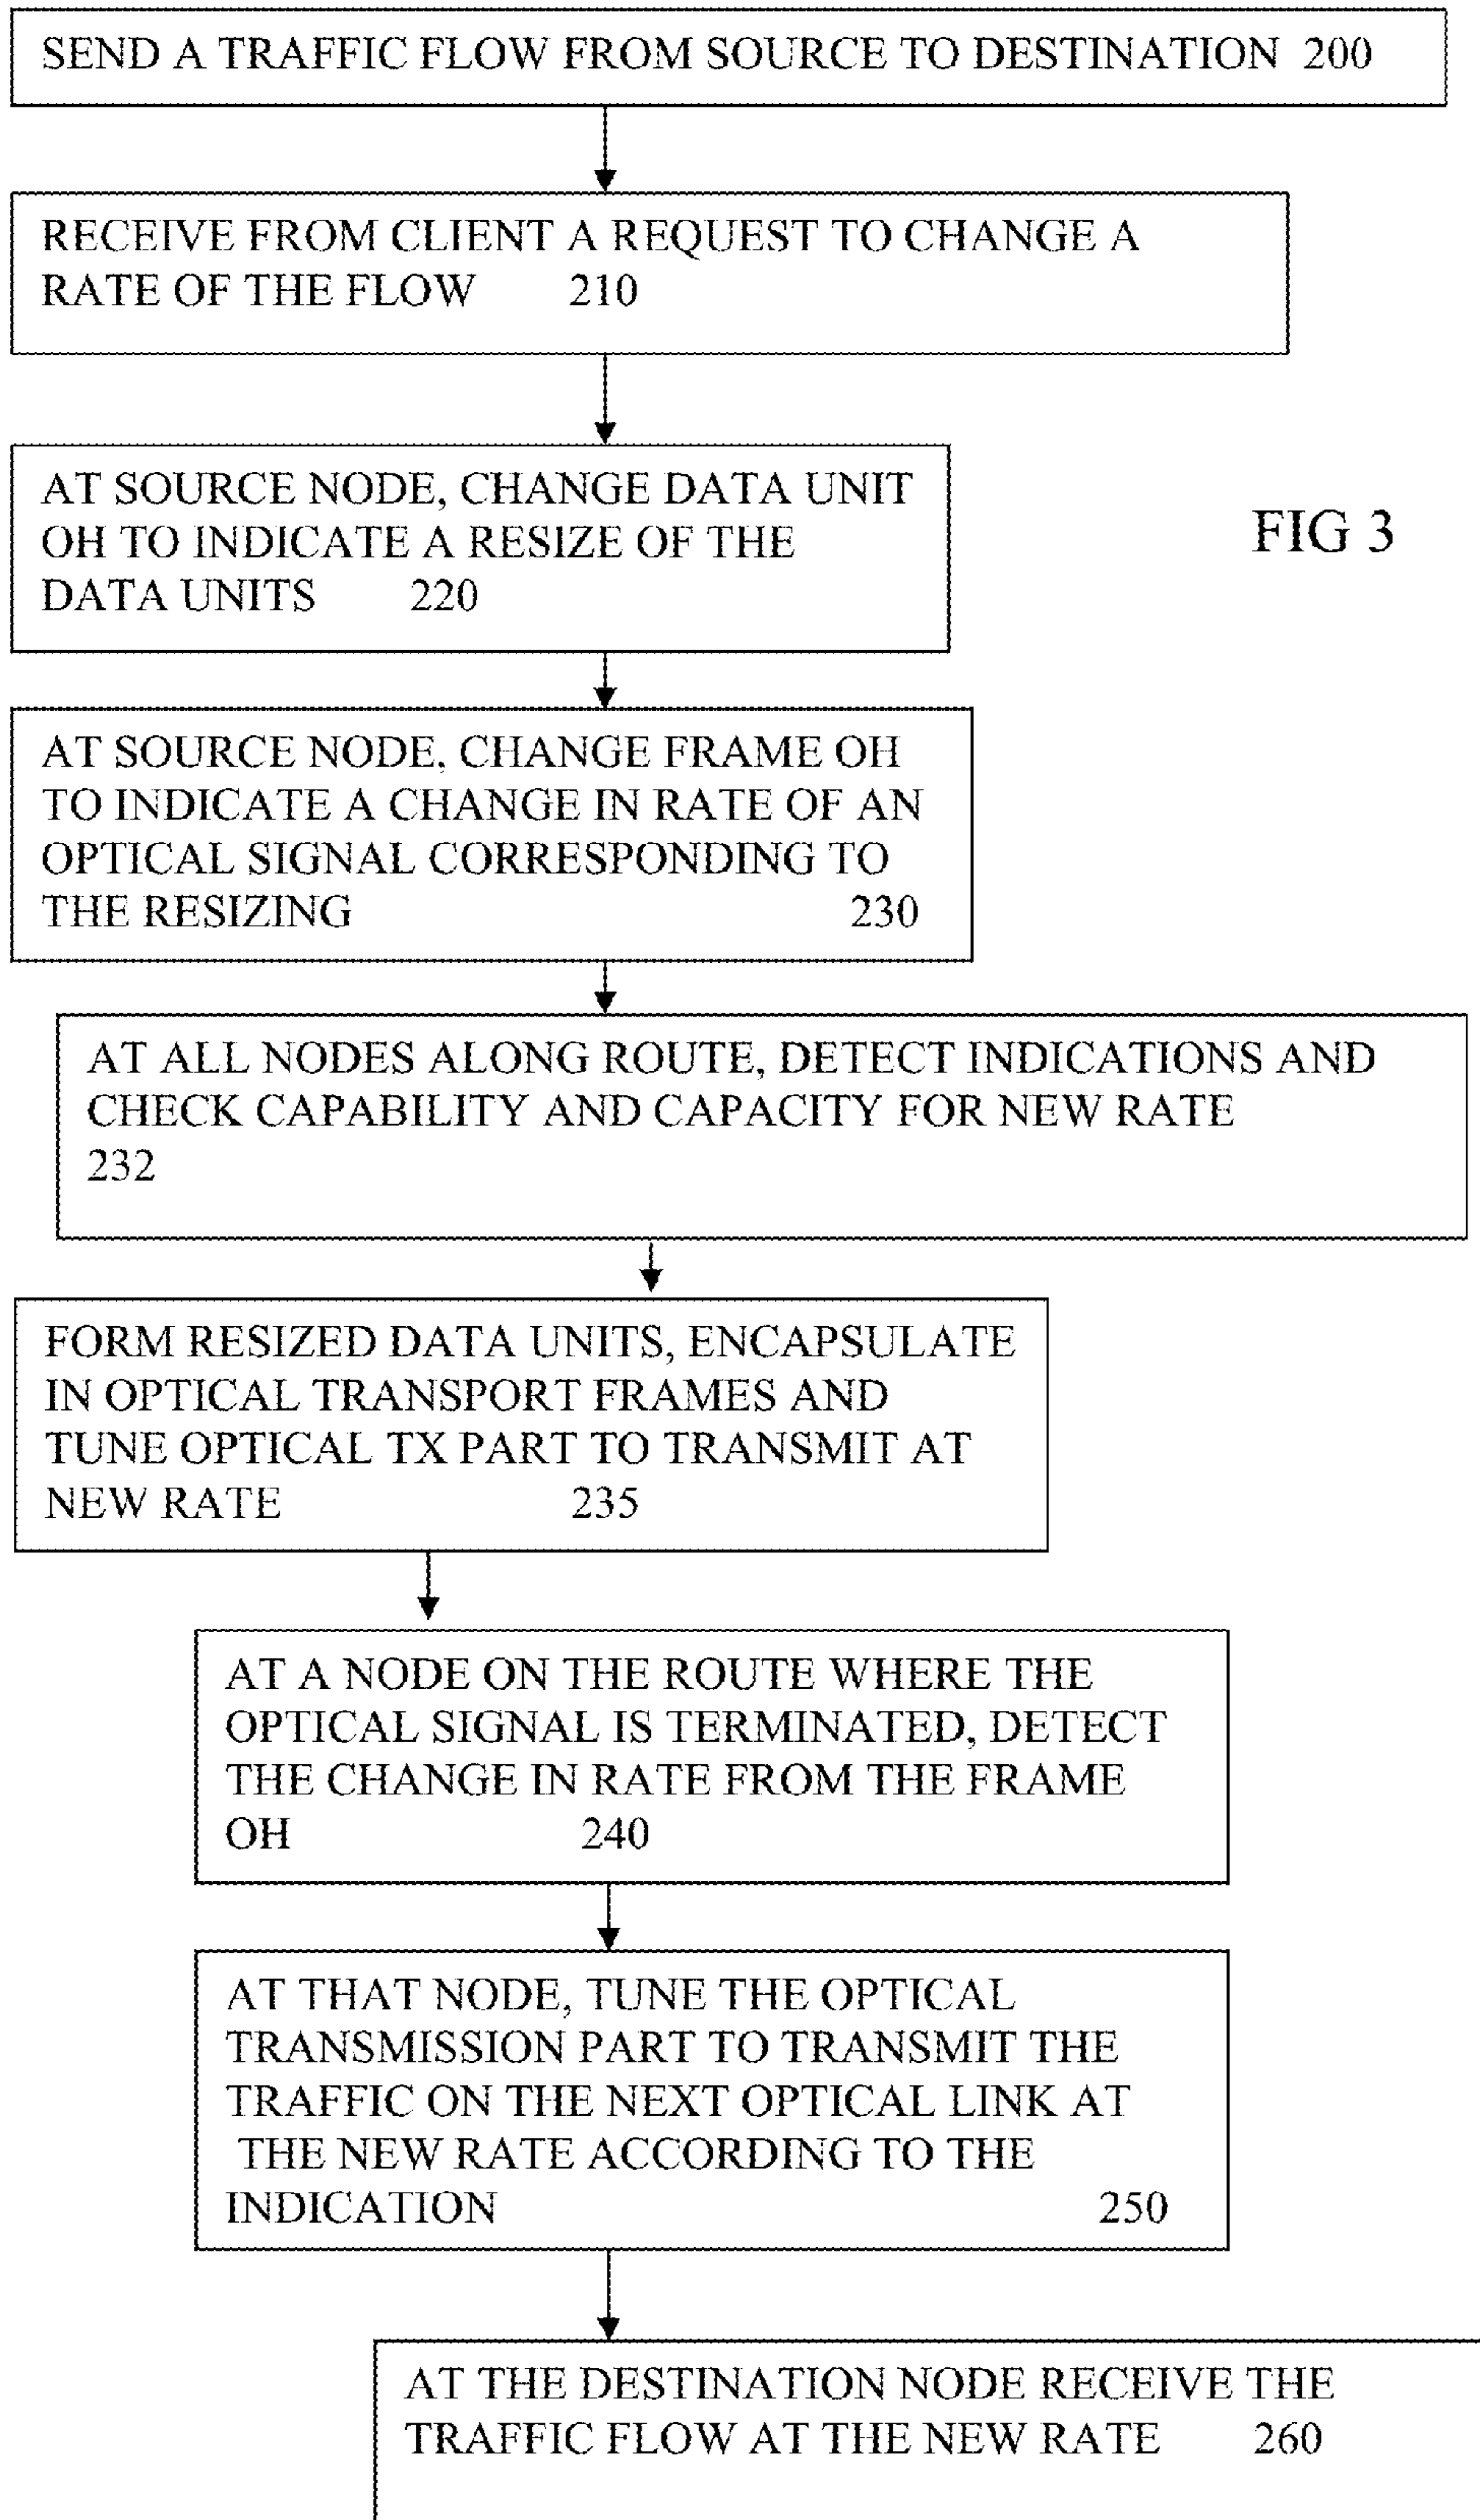 SEND A TRAFFIC FLOW FROM SOURCE TO DESTINATION 200
RECEIVE FROM CLIENT A REQUEST TO CHANGE A
RATE OF THE FLOW 210
AT SOURCE NODE, CHANGE DATA UNIT
OH TO INDICATE A RESIZE OF THE
DATA UNITS 220
FIG 3
AT SOURCE NODE, CHANGE FRAME OH
TO INDICATE A CHANGE IN RATE OF AN
OPTICAL SIGNAL CORRESPONDING TO
THE RESIZING 230
AT ALL NODES ALONG ROUTE, DETECT INDICATIONS AND
CHECK CAPABILITY AND CAPACITY FOR NEW RATE
232
FORM RESIZED DATA UNITS, ENCAPSULATE
IN OPTICAL TRANSPORT FRAMES AND
TUNE OPTICAL TX PART TO TRANSMIT AT
NEW RATE 235
AT A NODE ON THE ROUTE WHERE THE
OPTICAL SIGNAL IS TERMINATED, DETECT
THE CHANGE IN RATE FROM THE FRAME
OH 240
AT THAT NODE, TUNE THE OPTICAL
TRANSMISSION PART TO TRANSMIT THE
TRAFFIC ON THE NEXT OPTICAL LINK AT
THE NEW RATE ACCORDING TO THE
INDICATION 250
AT THE DESTINATION NODE RECEIVE THE
TRAFFIC FLOW AT THE NEW RATE 260